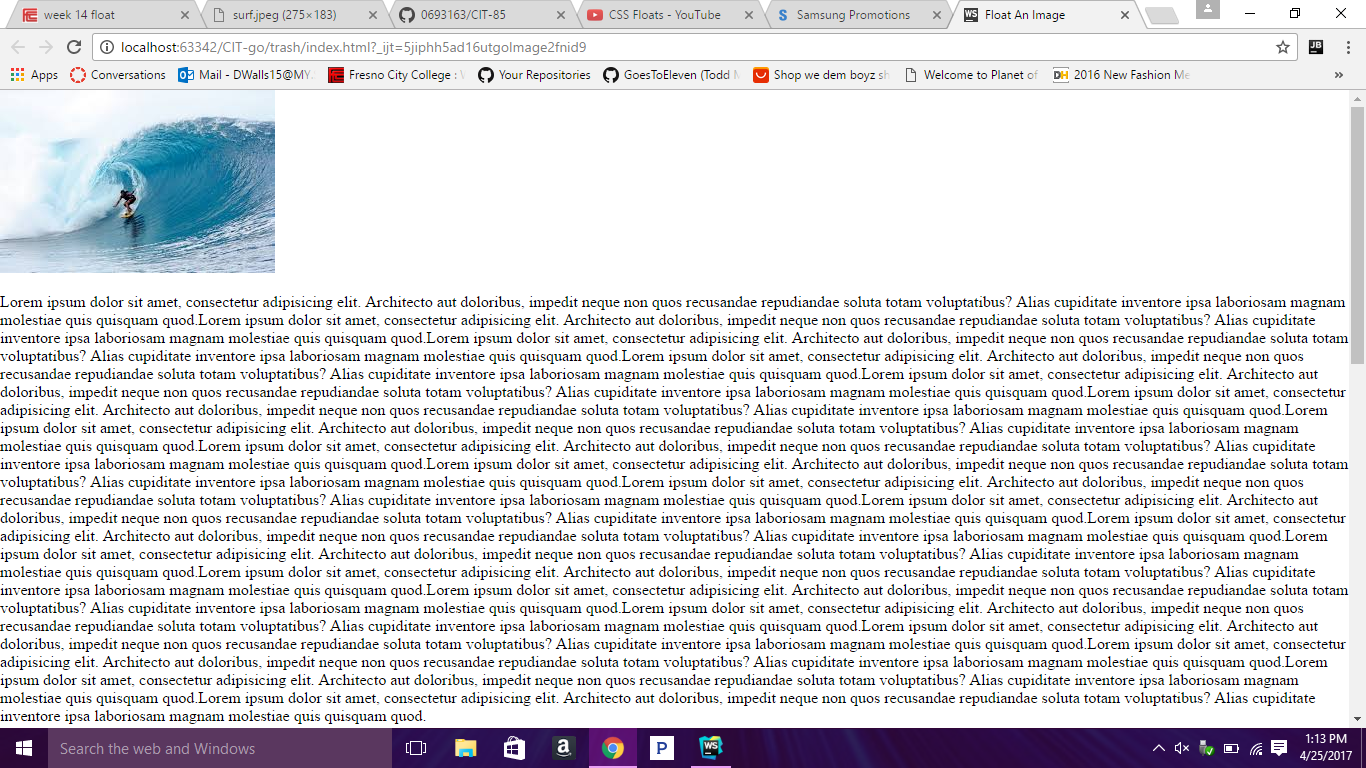 week 14 float
surf.jpeg (275×183)
0693163/CIT-85
CSS Floats - YouTube
Samsung Promotions
Float An Image
localhost:63342/CIT-go/trash/index.html?_ijt=5jiphh5ad16utgolmage2fnid9
Apps
Conversations
Mail - DWalls15@MY.
Fresno City College :
Your Repositories
GoesToEleven (Todd
Shop we dem boyz sh
Welcome to Planet of
2016 New Fashion Me
Lorem ipsum dolor sit amet, consectetur adipisicing elit. Architecto aut doloribus, impedit neque non quos recusandae repudiandae soluta totam voluptatibus? Alias cupiditate inventore ipsa laboriosam magnam
molestiae quis quisquam quod.Lorem ipsum dolor sit amet, consectetur adipisicing elit. Architecto aut doloribus, impedit neque non quos recusandae repudiandae soluta totam voluptatibus? Alias cupiditate
inventore ipsa laboriosam magnam molestiae quis quisquam quod.Lorem ipsum dolor sit amet, consectetur adipisicing elit. Architecto aut doloribus, impedit neque non quos recusandae repudiandae soluta totam
voluptatibus? Alias cupiditate inventore ipsa laboriosam magnam molestiae quis quisquam quod.Lorem ipsum dolor sit amet, consectetur adipisicing elit. Architecto aut doloribus, impedit neque non quos
recusandae repudiandae soluta totam voluptatibus? Alias cupiditate inventore ipsa laboriosam magnam molestiae quis quisquam quod.Lorem ipsum dolor sit amet, consectetur adipisicing elit. Architecto aut
doloribus, impedit neque non quos recusandae repudiandae soluta totam voluptatibus? Alias cupiditate inventore ipsa laboriosam magnam molestiae quis quisquam quod.Lorem ipsum dolor sit amet, consectetur
adipisicing elit. Architecto aut doloribus, impedit neque non quos recusandae repudiandae soluta totam voluptatibus? Alias cupiditate inventore ipsa laboriosam magnam molestiae quis quisquam quod.Lorem
ipsum dolor sit amet, consectetur adipisicing elit. Architecto aut doloribus, impedit neque non quos recusandae repudiandae soluta totam voluptatibus? Alias cupiditate inventore ipsa laboriosam magnam
molestiae quis quisquam quod.Lorem ipsum dolor sit amet, consectetur adipisicing elit. Architecto aut doloribus, impedit neque non quos recusandae repudiandae soluta totam voluptatibus? Alias cupiditate
inventore ipsa laboriosam magnam molestiae quis quisquam quod.Lorem ipsum dolor sit amet, consectetur adipisicing elit. Architecto aut doloribus, impedit neque non quos recusandae repudiandae soluta totam
voluptatibus? Alias cupiditate inventore ipsa laboriosam magnam molestiae quis quisquam quod.Lorem ipsum dolor sit amet, consectetur adipisicing elit. Architecto aut doloribus, impedit neque non quos
recusandae repudiandae soluta totam voluptatibus? Alias cupiditate inventore ipsa laboriosam magnam molestiae quis quisquam quod.Lorem ipsum dolor sit amet, consectetur adipisicing elit. Architecto aut
doloribus, impedit neque non quos recusandae repudiandae soluta totam voluptatibus? Alias cupiditate inventore ipsa laboriosam magnam molestiae quis quisquam quod.Lorem ipsum dolor sit amet, consectetur
adipisicing elit. Architecto aut doloribus, impedit neque non quos recusandae repudiandae soluta totam voluptatibus? Alias cupiditate inventore ipsa laboriosam magnam molestiae quis quisquam quod.Lorem
ipsum dolor sit amet, consectetur adipisicing elit. Architecto aut doloribus, impedit neque non quos recusandae repudiandae soluta totam voluptatibus? Alias cupiditate inventore ipsa laboriosam magnam
molestiae quis quisquam quod.Lorem ipsum dolor sit amet, consectetur adipisicing elit. Architecto aut doloribus, impedit neque non quos recusandae repudiandae soluta totam voluptatibus? Alias cupiditate
inventore ipsa laboriosam magnam molestiae quis quisquam quod.Lorem ipsum dolor sit amet, consectetur adipisicing elit. Architecto aut doloribus, impedit neque non quos recusandae repudiandae soluta totam
voluptatibus? Alias cupiditate inventore ipsa laboriosam magnam molestiae quis quisquam quod.Lorem ipsum dolor sit amet, consectetur adipisicing elit. Architecto aut doloribus, impedit neque non quos
recusandae repudiandae soluta totam voluptatibus? Alias cupiditate inventore ipsa laboriosam magnam molestiae quis quisquam quod.Lorem ipsum dolor sit amet, consectetur adipisicing elit. Architecto aut
doloribus, impedit neque non quos recusandae repudiandae soluta totam voluptatibus? Alias cupiditate inventore ipsa laboriosam magnam molestiae quis quisquam quod.Lorem ipsum dolor sit amet, consectetur
adipisicing elit. Architecto aut doloribus, impedit neque non quos recusandae repudiandae soluta totam voluptatibus? Alias cupiditate inventore ipsa laboriosam magnam molestiae quis quisquam quod.Lorem
ipsum dolor sit amet, consectetur adipisicing elit. Architecto aut doloribus, impedit neque non quos recusandae repudiandae soluta totam voluptatibus? Alias cupiditate inventore ipsa laboriosam magnam
molestiae quis quisquam quod.Lorem ipsum dolor sit amet, consectetur adipisicing elit. Architecto aut doloribus, impedit neque non quos recusandae repudiandae soluta totam voluptatibus? Alias cupiditate
inventore ipsa laboriosam magnam molestiae quis quisquam quod.
Search the web and Windows
1:13 PM
4/25/2017